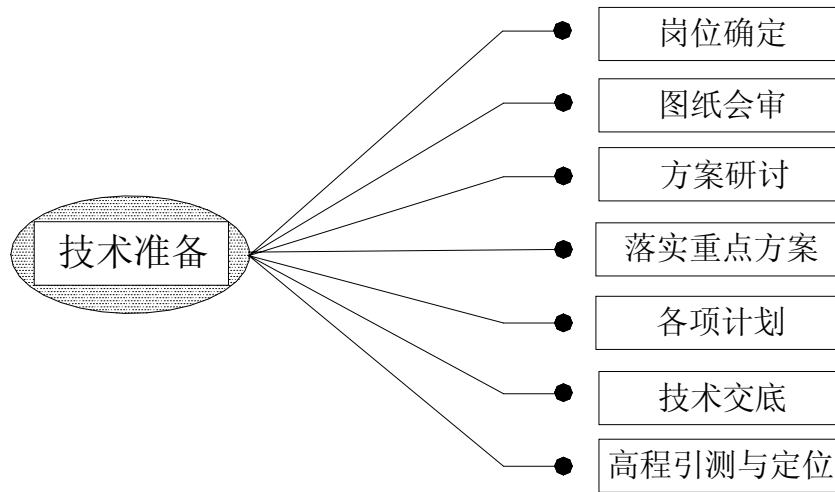 岗位确定
图纸会审
方案研讨
技术准备
落实重点方案
各项计划
技术交底
高程引测与定位